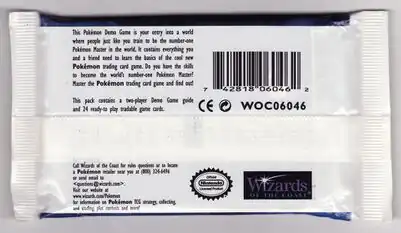 This Pokémon Demo Game is your entry into a world
where people just like you train to be the number-one
Pokémon Master in the world. It contains everything you
and a friend need to learn the basics of the cool new
Pokémon trading card game. Do you have the skills
to become the world's number-one Pokémon Master?
Master the Pokémon trading card game and find out!
This pack contains a two-player Demo Game guide
and 24 ready-to play tradable game cards.
7 42818 06046 2
CE WOC06046
Call Wizards of the Coast for rules questions or to locate
a Pokémon retailer near you at (800) 324-6496
or send email to
<questions@wizards.com>.
Visit our website at
www.wizards.com/Pokemon
for information on Pokémon TCG strategy, collecting,
and trading plus contests and more!
Official
Nintendo
Licensed Product
Wizards
OF THE COAST